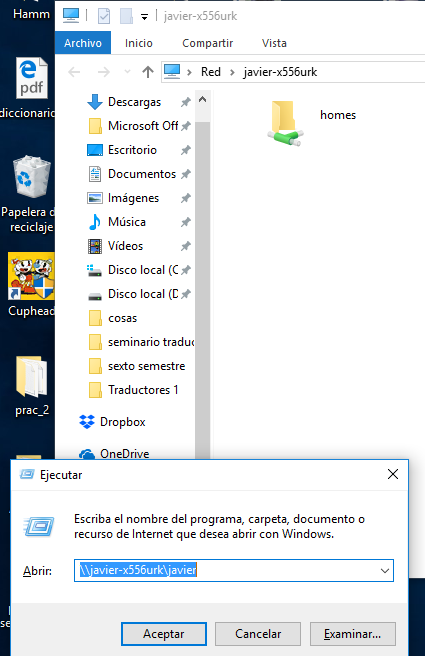 Hamm
javier-x556urk
Archivo
Inicio
Compartir
Vista
Red
javier-x556urk
pdf
diccionario
Papelera d
reciclaje
Cuphead
prac_2
Descargas
Microsoft Off
Escritorio
Documentos
Imágenes
Música
Vídeos
Disco local (C
Disco local (D
cosas
seminario traduc
sexto semestre
Traductores 1
Dropbox
OneDrive
homes
Ejecutar
Escriba el nombre del programa, carpeta, documento o
recurso de Internet que desea abrir con Windows.
Abrir:
\\javier-x556urk\javier
Aceptar
Cancelar
Examinar...